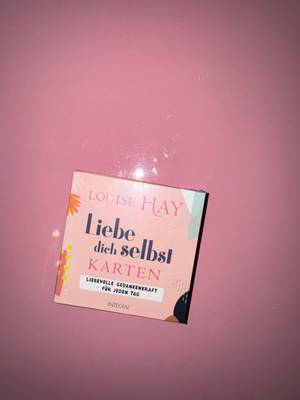 LOUISE HAY
Liebe
dich selbst
KARTEN
LIEBEVOLLE GEDANKENKRAFT
FÜR JEDEN TAG
INTEGRAL